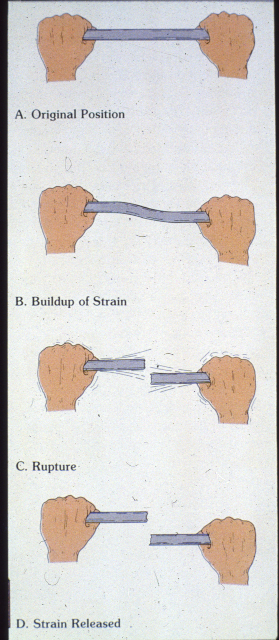 A. Original Position
B. Buildup of Strain
C. Rupture
D. Strain Released